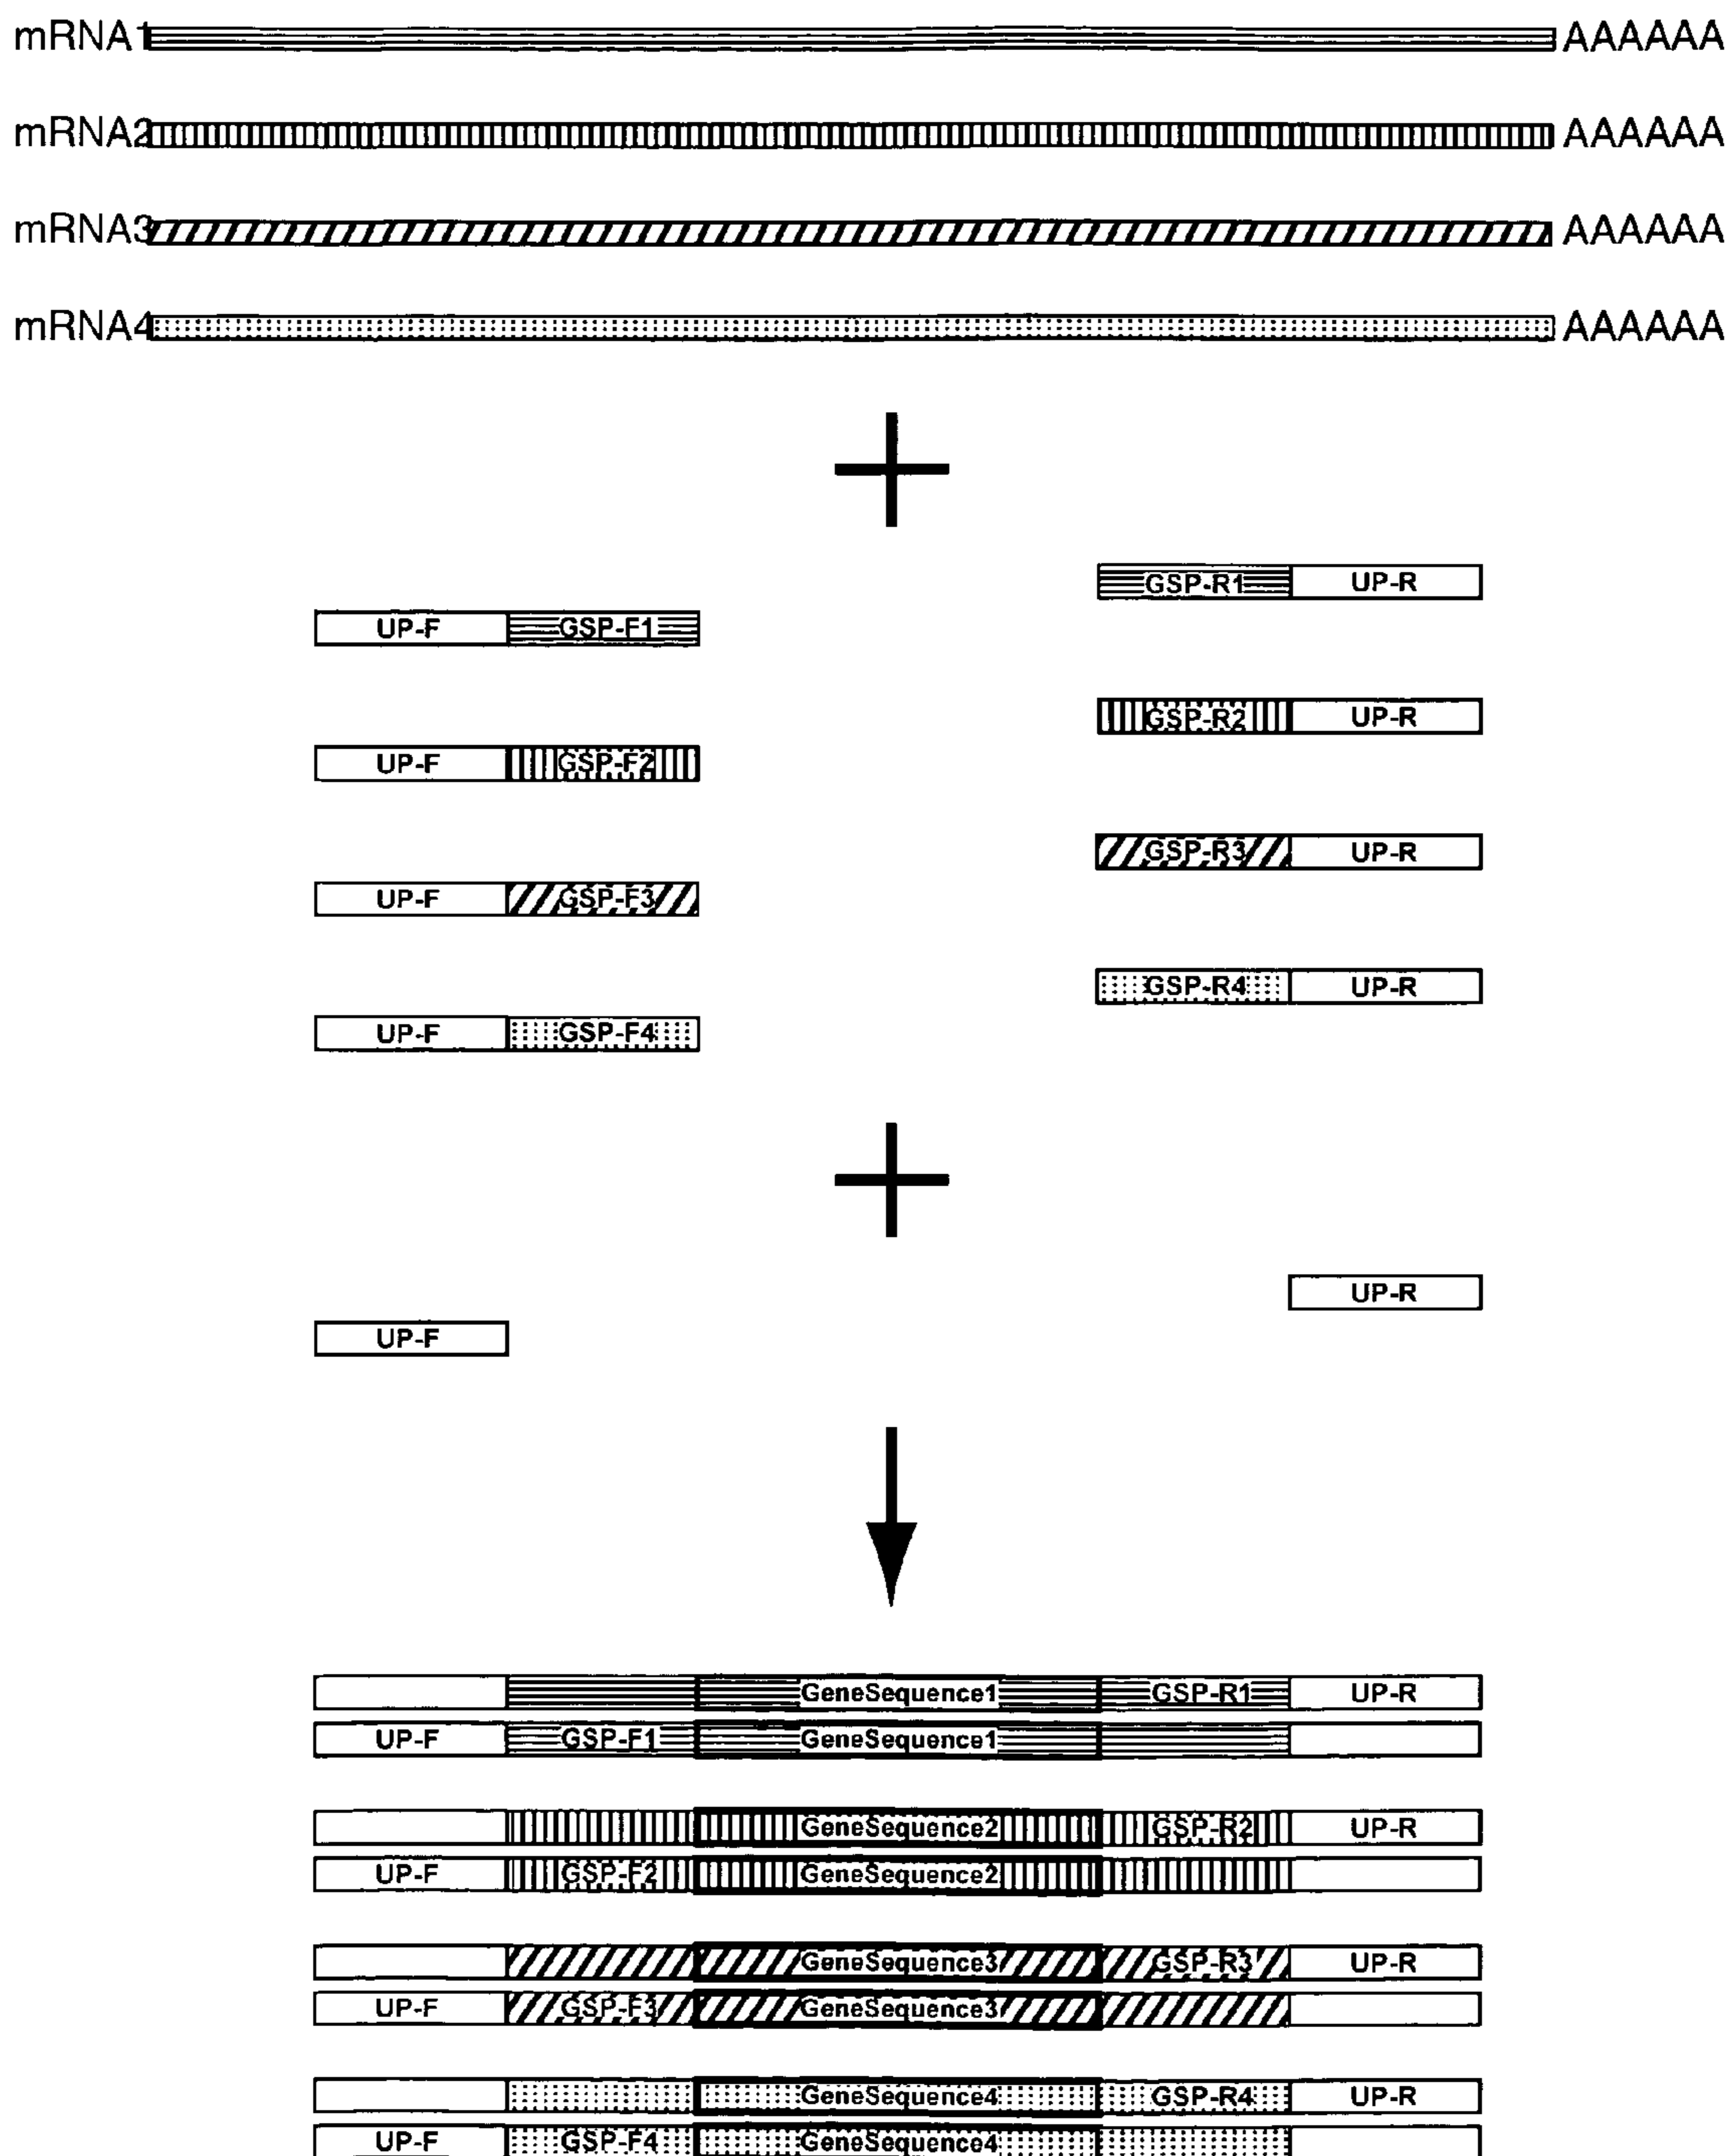 mRNA1 AAAAAA
mRNA2 AAAAAA
mRNA3 AAAAAA
mRNA4 AAAAAA
GSP-R1 UP-R
UP-F GSP-F1
GSP-R2 UP-R
UP-F GSP-F2
GSP-R3 UP-R
UP-F GSP-F3
GSP-R4 UP-R
UP-F GSP-F4
UP-R
UP-F
GeneSequence1 GSP-R1 UP-R
UP-F GSP-F1 GeneSequence1
GeneSequence2 GSP-R2 UP-R
UP-F GSP-F2 GeneSequence2
GeneSequence3 GSP-R3 UP-R
UP-F GSP-F3 GeneSequence3
GeneSequence4 GSP-R4 UP-R
UP-F GSP-F4 GeneSequence4